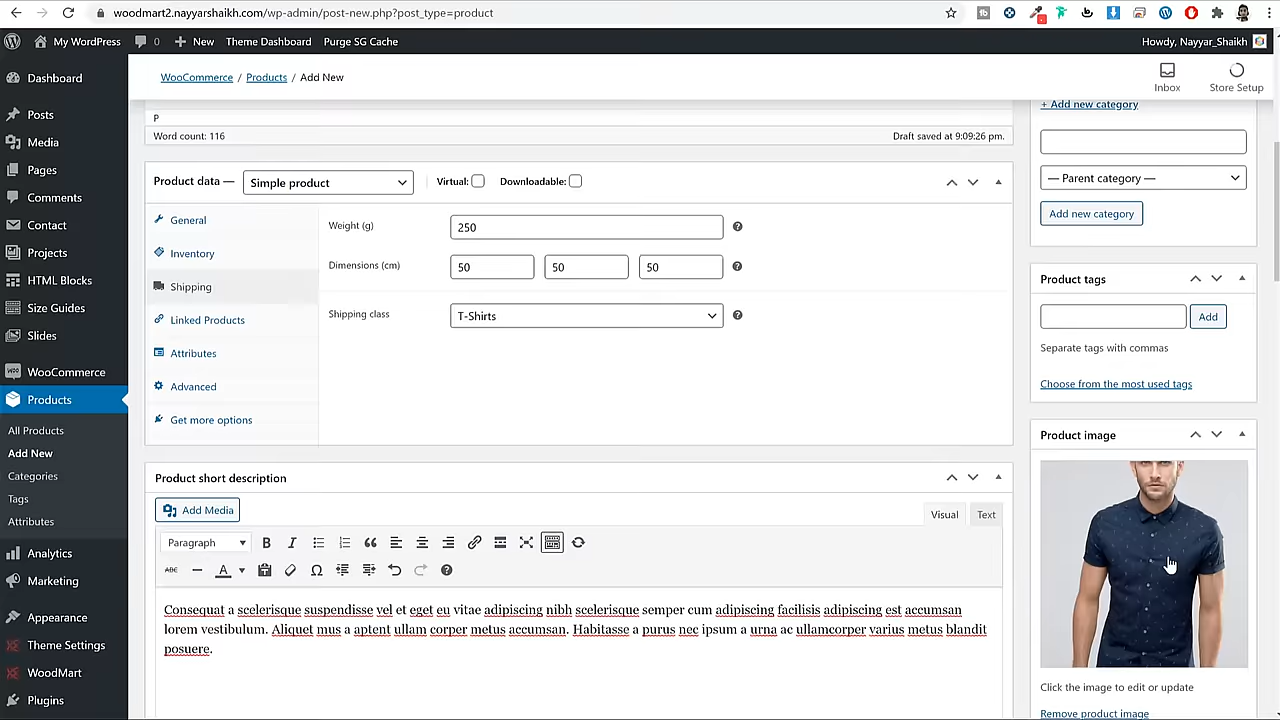 woodmart2.nayyarshaikh.com/wp-admin/post-new.php?post_type=product
My WordPress 0 New Theme Dashboard Purge SG Cache Howdy, Nayyar_Shaikh
Dashboard
Posts
Media
Pages
Comments
Contact
Projects
HTML Blocks
Size Guides
Slides
WooCommerce
Products
All Products
Add New
Categories
Tags
Attributes
Analytics
Marketing
Appearance
Theme Settings
WoodMart
Plugins
WooCommerce / Products / Add New
Inbox
Store Setup
P
Word count: 116 Draft saved at 9:09:26 pm.
Product data — Simple product Virtual: Downloadable:
General
Inventory
Shipping
Linked Products
Attributes
Advanced
Get more options
Weight (g) 250
Dimensions (cm) 50 50 50
Shipping class T-Shirts
Product short description
Add Media
Visual Text
Paragraph
Consequat a scelerisque suspendisse vel et eget eu vitae adipiscing nibh scelerisque semper cum adipiscing facilisis adipiscing est accumsan
lorem vestibulum. Aliquet mus a aptent ullam corper metus accumsan. Habitasse a purus nec ipsum a urna ac ullamcorper varius metus blandit
posuere.
+ Add new category
— Parent category —
Add new category
Product tags
Add
Separate tags with commas
Choose from the most used tags
Product image
Click the image to edit or update
Remove product image